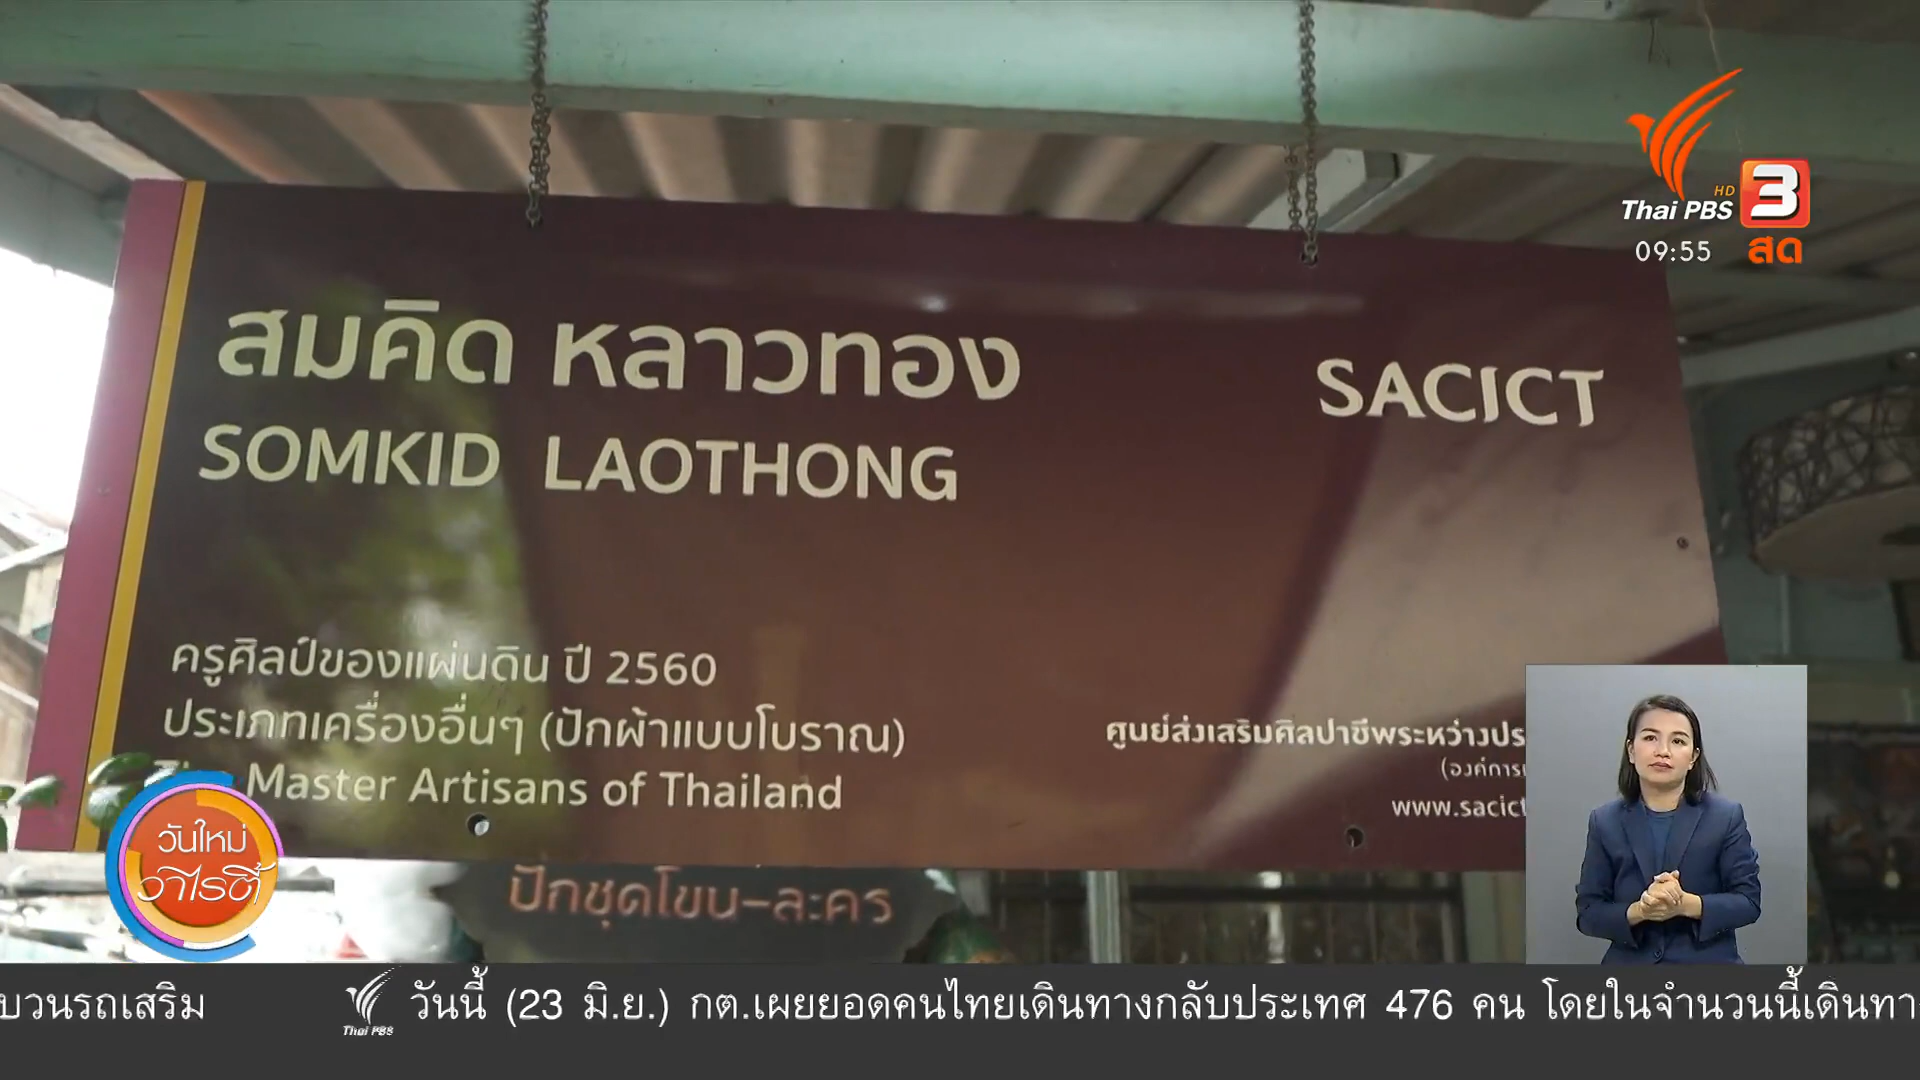 Thai PBS
HD
3
09:55
สด
สมคิด หลาวทอง
SOMKID LAOTHONG
SACICT
ครูศิลป์ของแผ่นดิน ปี 2560
ประเภทเครื่องอื่นๆ (ปักผ้าแบบโบราณ)
Master Artisans of Thailand
ศูนย์ส่งเสริมศิลปาชีพระหว่างประ
(องค์การ
www.sacict
วันใหม่
วาไรตี้
ปักชุดโขน-ละคร
บวนรถเสริม
Thai PBS
วันนี้ (23 มิ.ย.) กต.เผยยอดคนไทยเดินทางกลับประเทศ 476 คน โดยในจำนวนนี้เดินทา